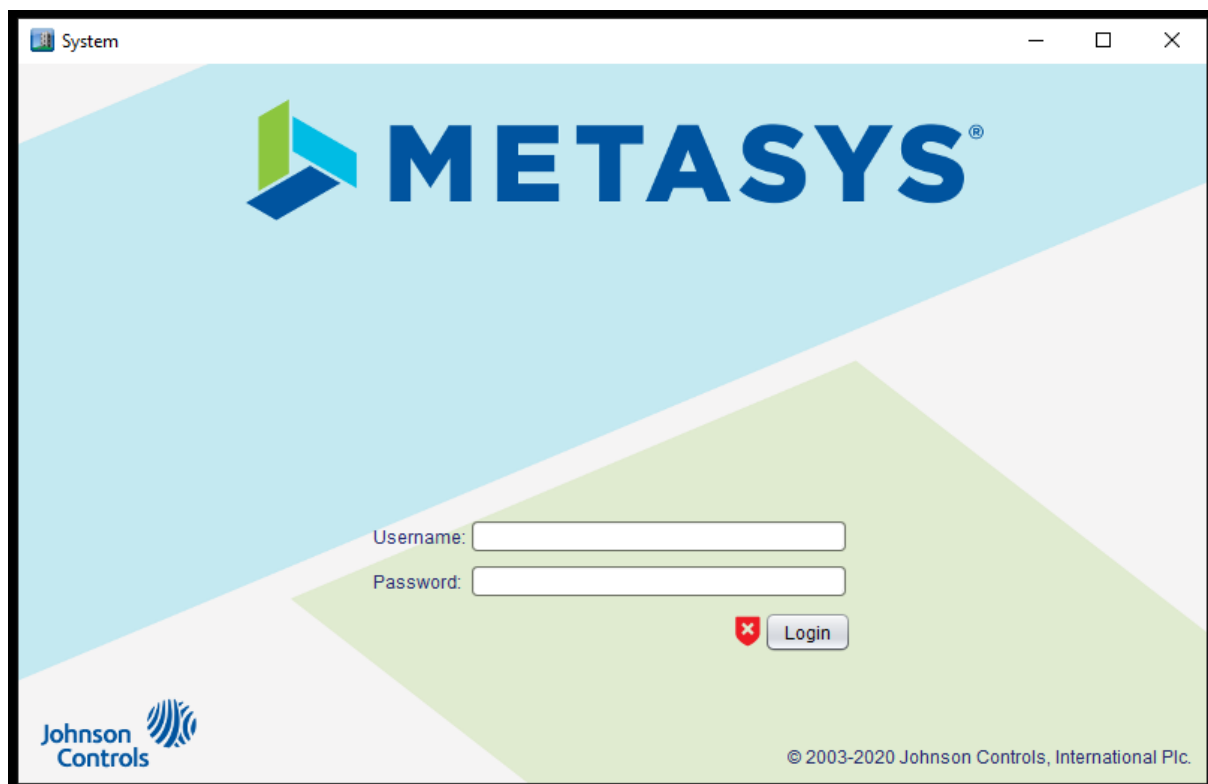 System
METASYS®
Username:
Password:
Login
Johnson
Controls
© 2003-2020 Johnson Controls, International Plc.